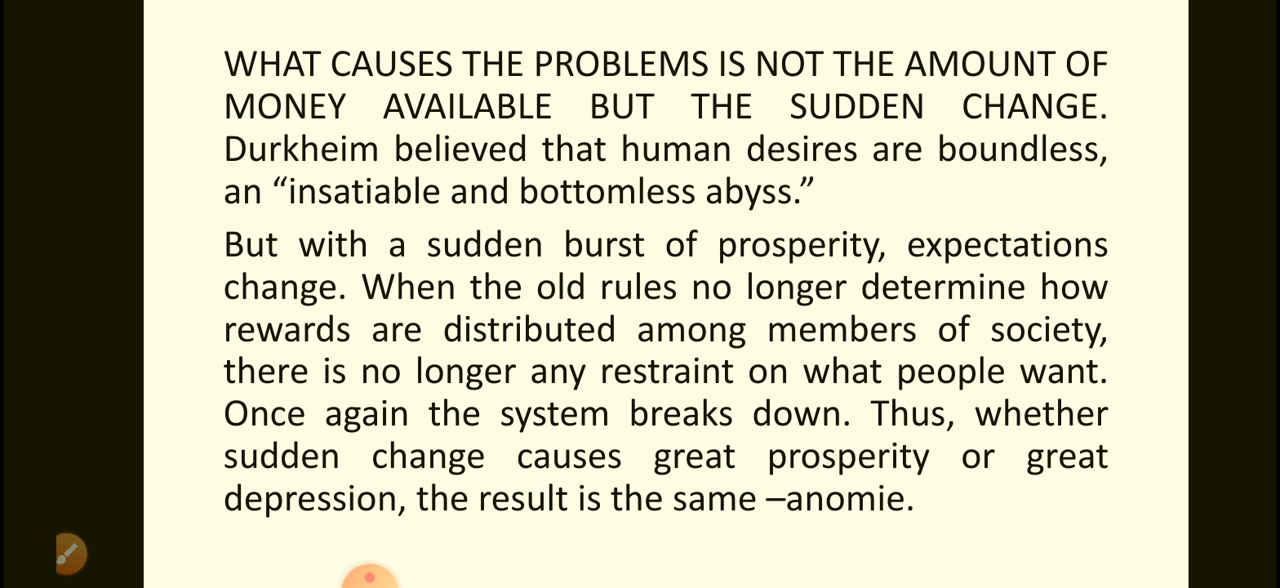 WHAT CAUSES THE PROBLEMS IS NOT THE AMOUNT OF
MONEY AVAILABLE BUT THE SUDDEN CHANGE.
Durkheim believed that human desires are boundless,
an “insatiable and bottomless abyss.”
But with a sudden burst of prosperity, expectations
change. When the old rules no longer determine how
rewards are distributed among members of society,
there is no longer any restraint on what people want.
Once again the system breaks down. Thus, whether
sudden change causes great prosperity or great
depression, the result is the same –anomie.